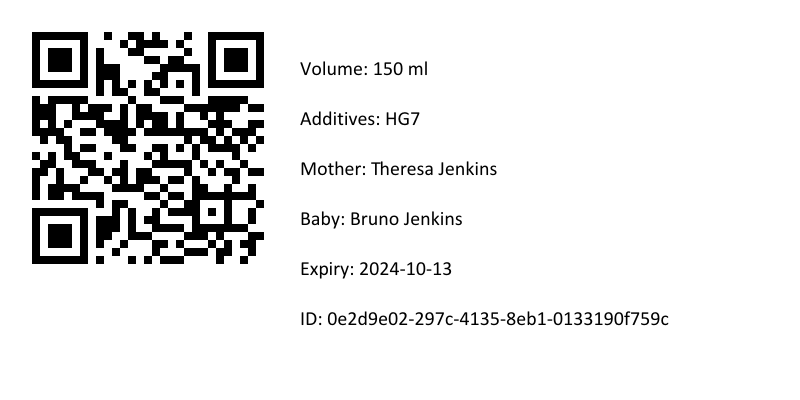 Volume: 150 ml
Additives: HG7
Mother: Theresa Jenkins
Baby: Bruno Jenkins
Expiry: 2024-10-13
ID: 0e2d9e02-297c-4135-8eb1-0133190f759c